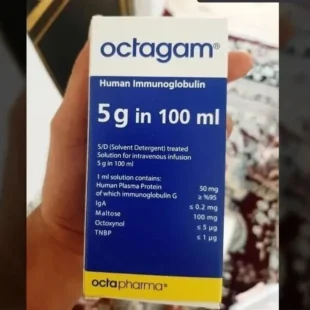 octagam®
Human Immunoglobulin
5 g in 100 ml
S/D (Solvent Detergent) treated
Solution for intravenous infusion
5 g in 100 ml
1 ml solution contains:
Human Plasma Protein 50 mg
of which immunoglobulin G ≥ %95
IgA ≤ 0.2 mg
Maltose 100 mg
Octoxynol ≤ 5 µg
TNBP ≤ 1 µg
octapharma®